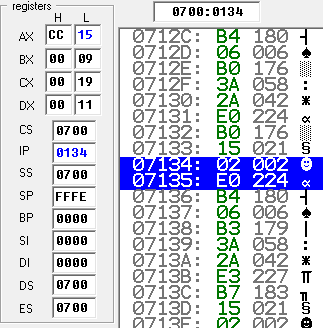 registers
H L
AX CC 15
BX 00 09
CX 00 19
DX 00 11
CS 0700
IP 0134
SS 0700
SP FFFE
BP 0000
SI 0000
DI 0000
DS 0700
ES 0700
0700:0134
0712C: B4 180 ┤
0712D: 06 006 ♠
0712E: B0 176 ░
0712F: 3A 058 :
07130: 2A 042 *
07131: E0 224 α
07132: B0 176 ░
07133: 15 021 §
07134: 02 002 ☻
07135: E0 224 α
07136: B4 180 ┤
07137: 06 006 ♠
07138: B3 179 │
07139: 3A 058 :
0713A: 2A 042 *
0713B: E3 227 π
0713C: B7 183 ╖
0713D: 15 021 §
0713E: 02 002 ☻